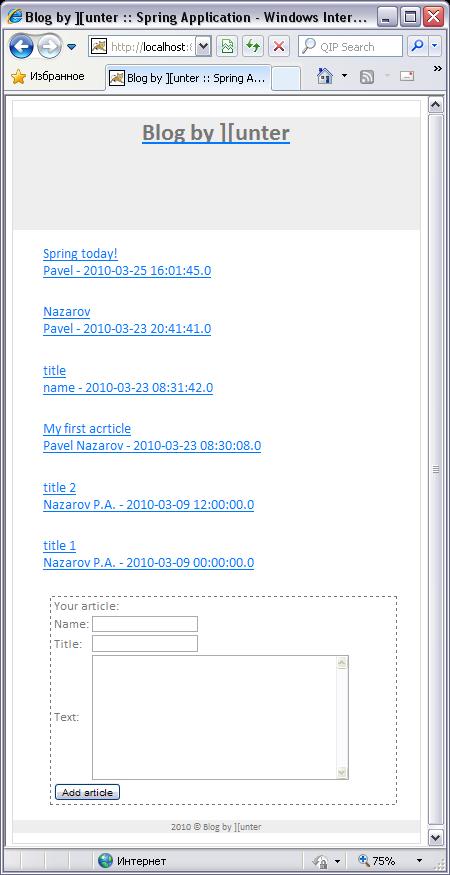 Blog by ][unter :: Spring Application - Windows Inter...
http://localhost:8
QIP Search
Избранное
Blog by ][unter :: Spring A...
»
Blog by ][unter
Spring today!
Pavel - 2010-03-25 16:01:45.0
Nazarov
Pavel - 2010-03-23 20:41:41.0
title
name - 2010-03-23 08:31:42.0
My first acrticle
Pavel Nazarov - 2010-03-23 08:30:08.0
title 2
Nazarov P.A. - 2010-03-09 12:00:00.0
title 1
Nazarov P.A. - 2010-03-09 00:00:00.0
Your article:
Name:
Title:
Text:
Add article
2010 © Blog by ][unter
Интернет
75%